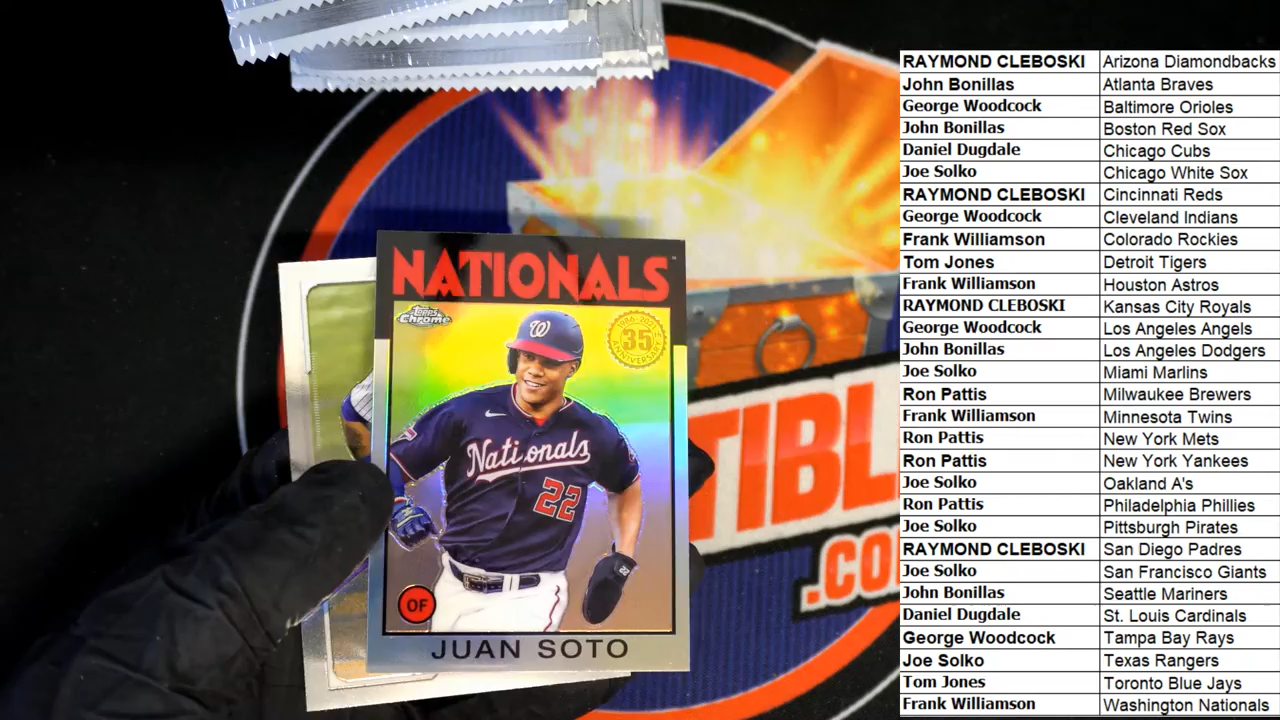 NATIONALS
Topps
Chrome
1986-2021
35
ANNIVERSARY
W
Nationals
22
22
OF
JUAN SOTO
TIBL
.CO
RAYMOND CLEBOSKI Arizona Diamondbacks
John Bonillas Atlanta Braves
George Woodcock Baltimore Orioles
John Bonillas Boston Red Sox
Daniel Dugdale Chicago Cubs
Joe Solko Chicago White Sox
RAYMOND CLEBOSKI Cincinnati Reds
George Woodcock Cleveland Indians
Frank Williamson Colorado Rockies
Tom Jones Detroit Tigers
Frank Williamson Houston Astros
RAYMOND CLEBOSKI Kansas City Royals
George Woodcock Los Angeles Angels
John Bonillas Los Angeles Dodgers
Joe Solko Miami Marlins
Ron Pattis Milwaukee Brewers
Frank Williamson Minnesota Twins
Ron Pattis New York Mets
Ron Pattis New York Yankees
Joe Solko Oakland A's
Ron Pattis Philadelphia Phillies
Joe Solko Pittsburgh Pirates
RAYMOND CLEBOSKI San Diego Padres
Joe Solko San Francisco Giants
John Bonillas Seattle Mariners
Daniel Dugdale St. Louis Cardinals
George Woodcock Tampa Bay Rays
Joe Solko Texas Rangers
Tom Jones Toronto Blue Jays
Frank Williamson Washington Nationals